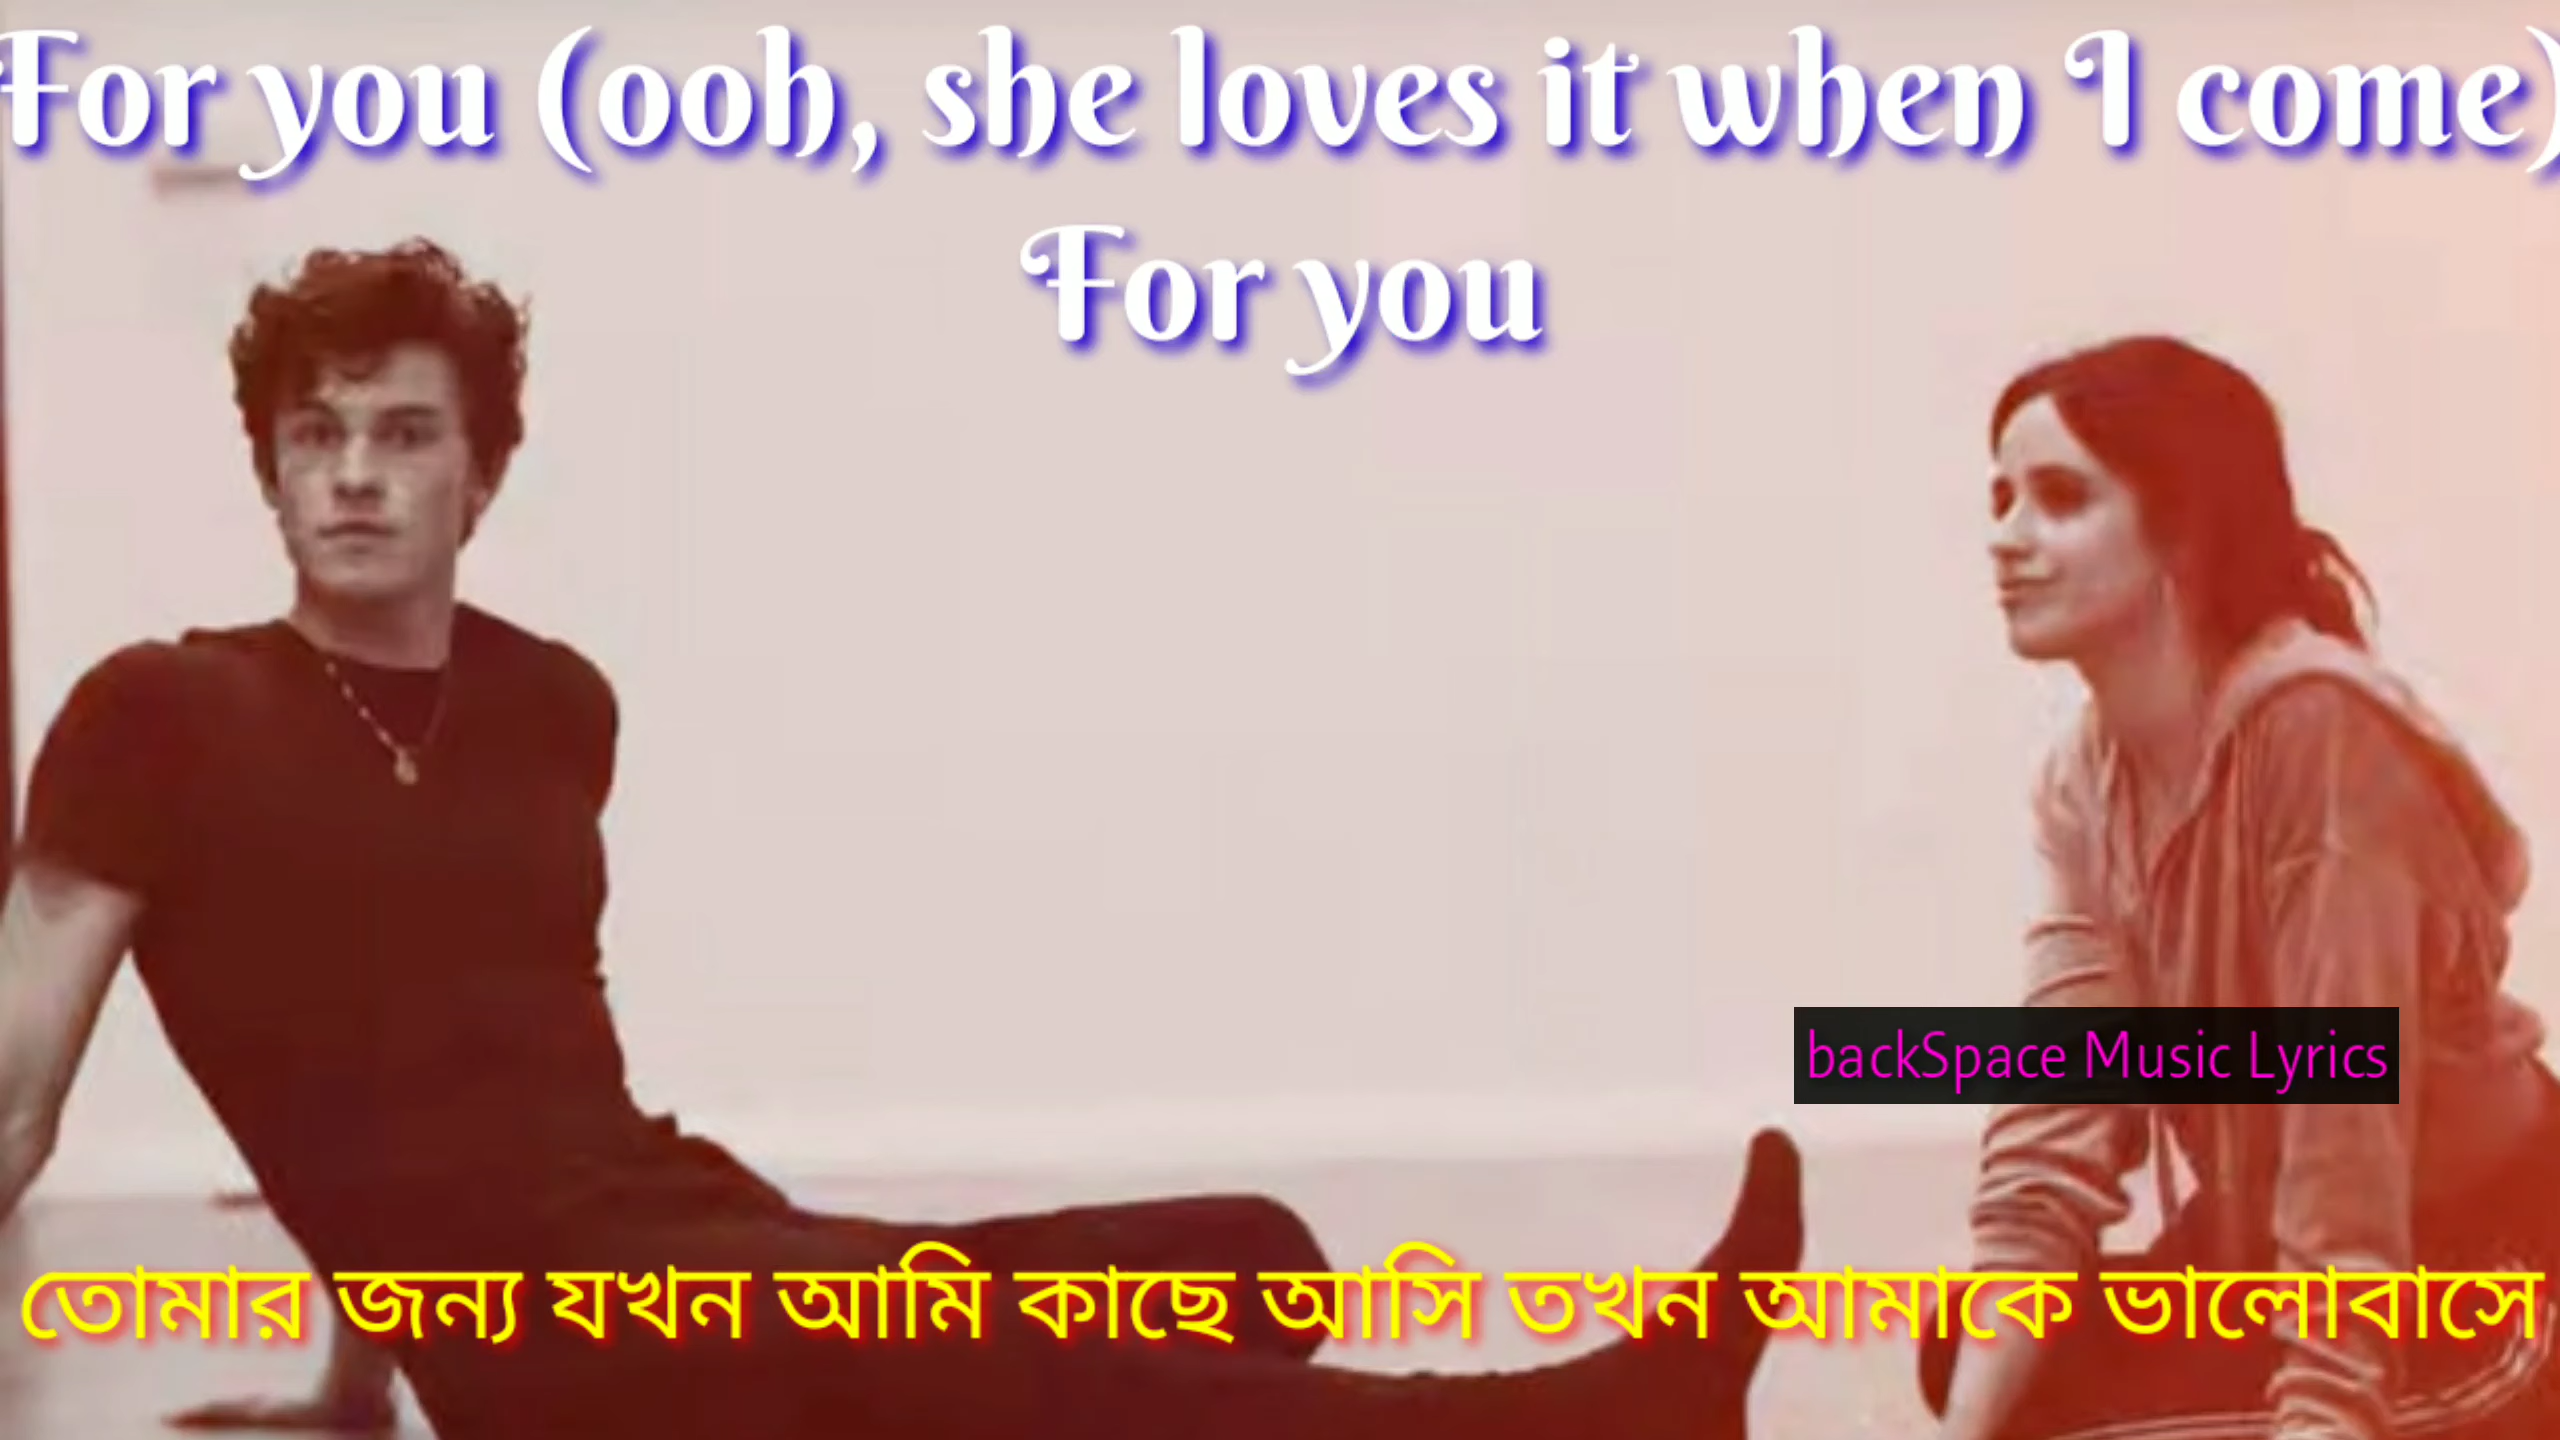 For you (ooh, she loves it when I come)
For you
backSpace Music Lyrics
তোমার জন্য যখন আমি কাছে আসি তখন আমাকে ভালোবাসে